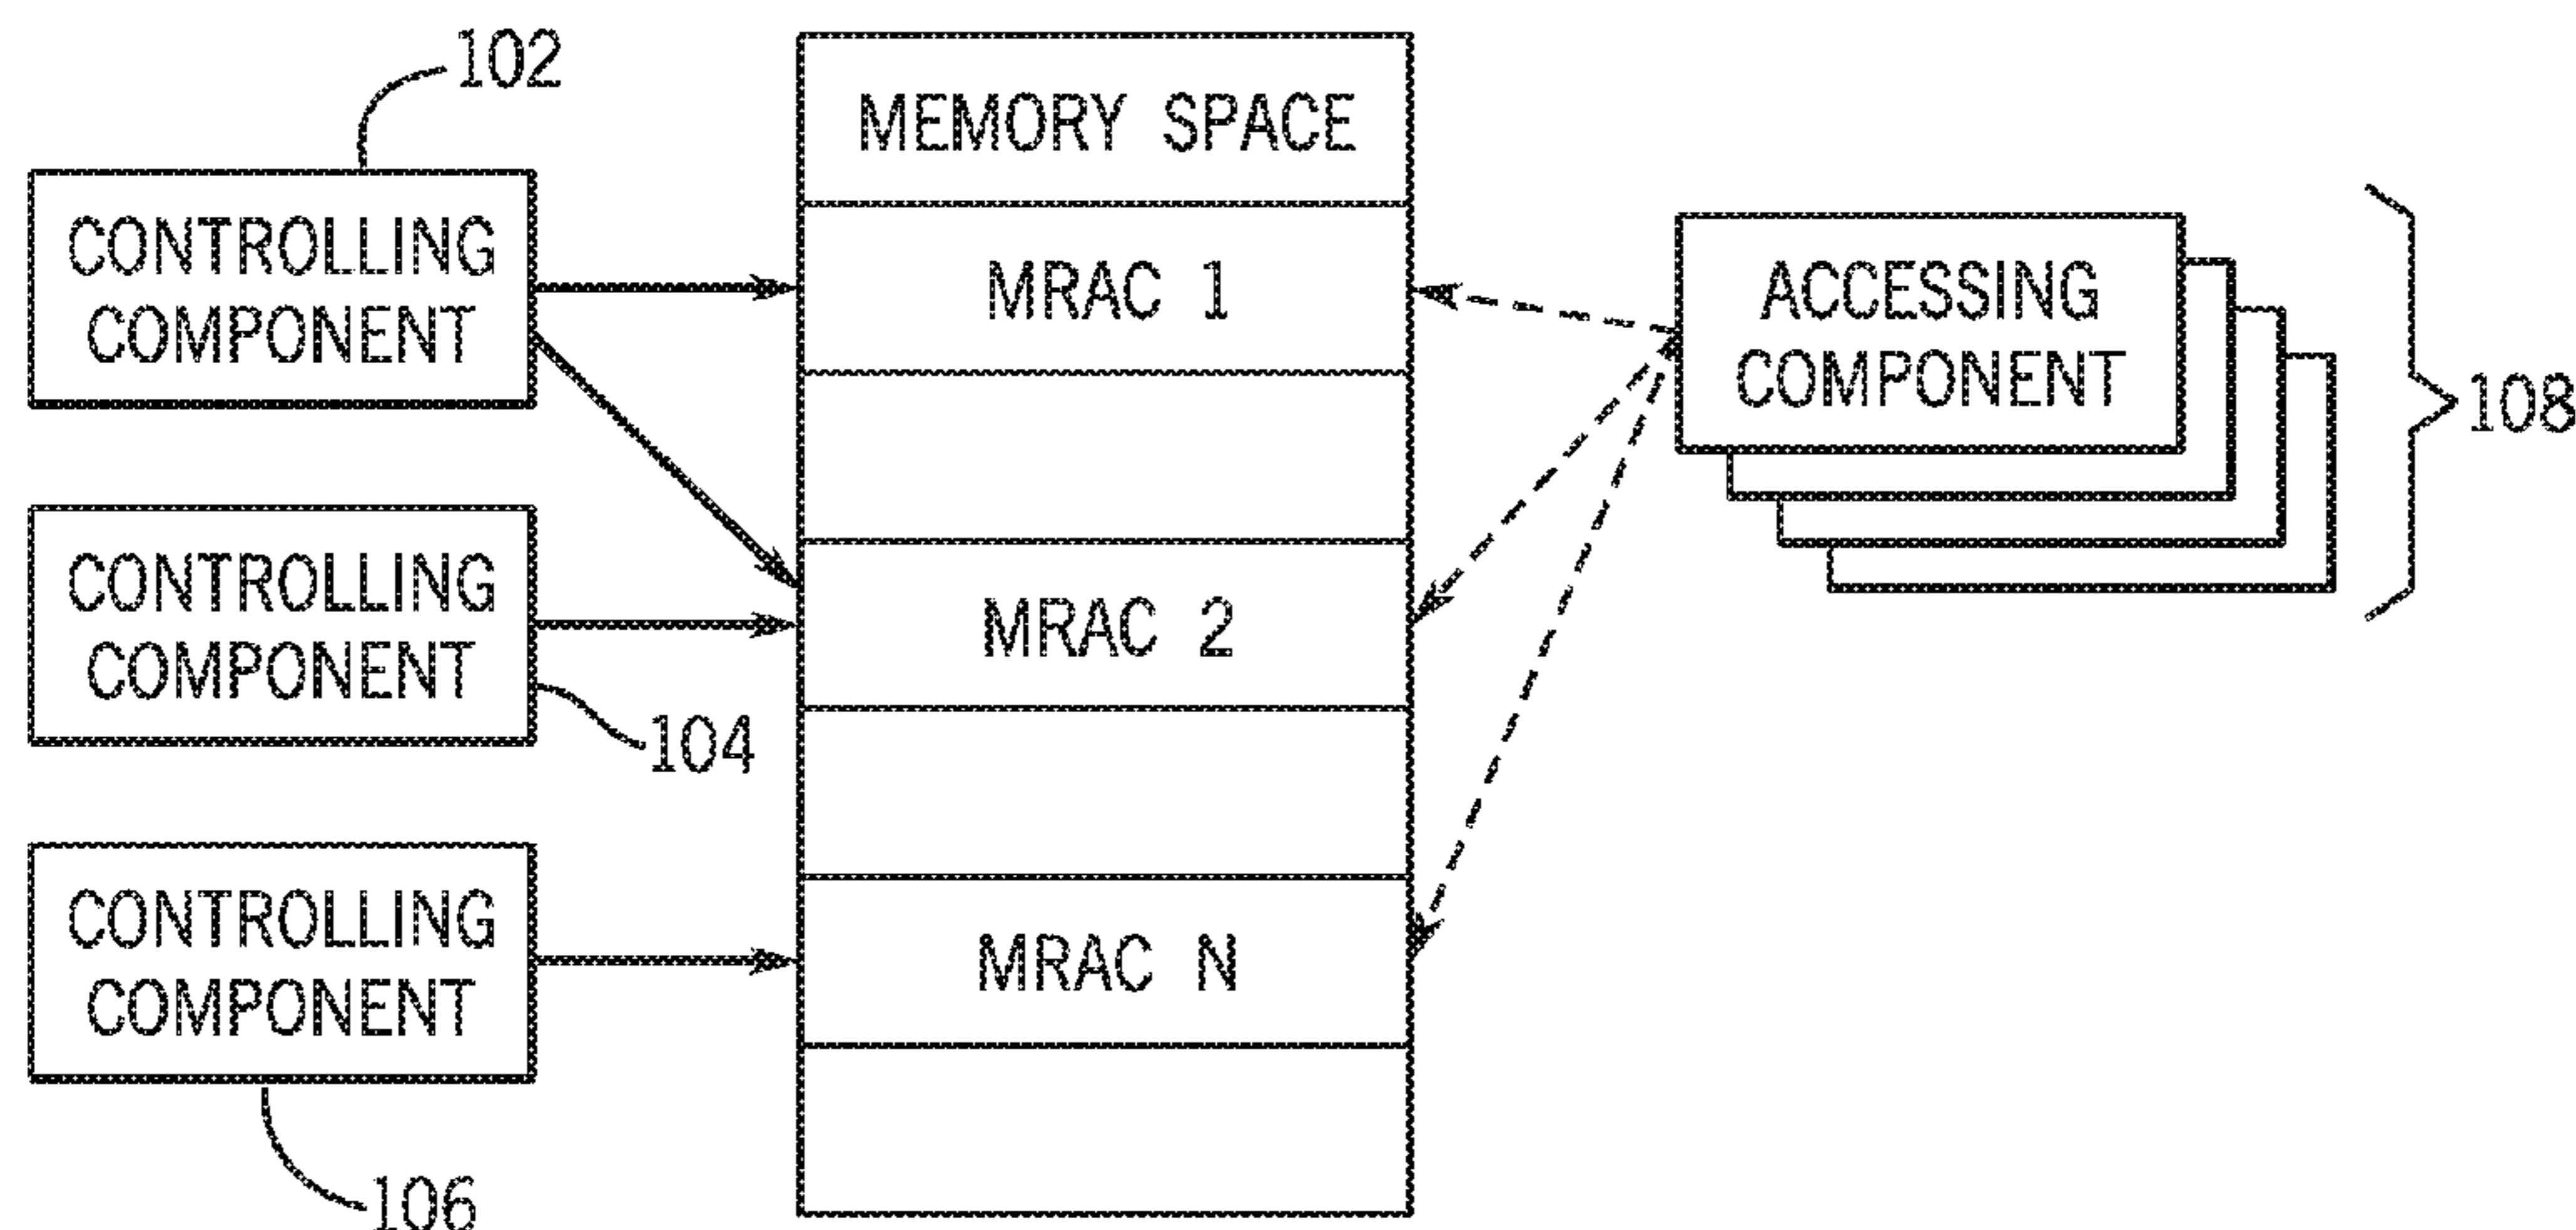 102
MEMORY SPACE
CONTROLLING
COMPONENT
MRAC 1
ACCESSING
COMPONENT
108
CONTROLLING
COMPONENT
104
MRAC 2
CONTROLLING
COMPONENT
106
MRAC N